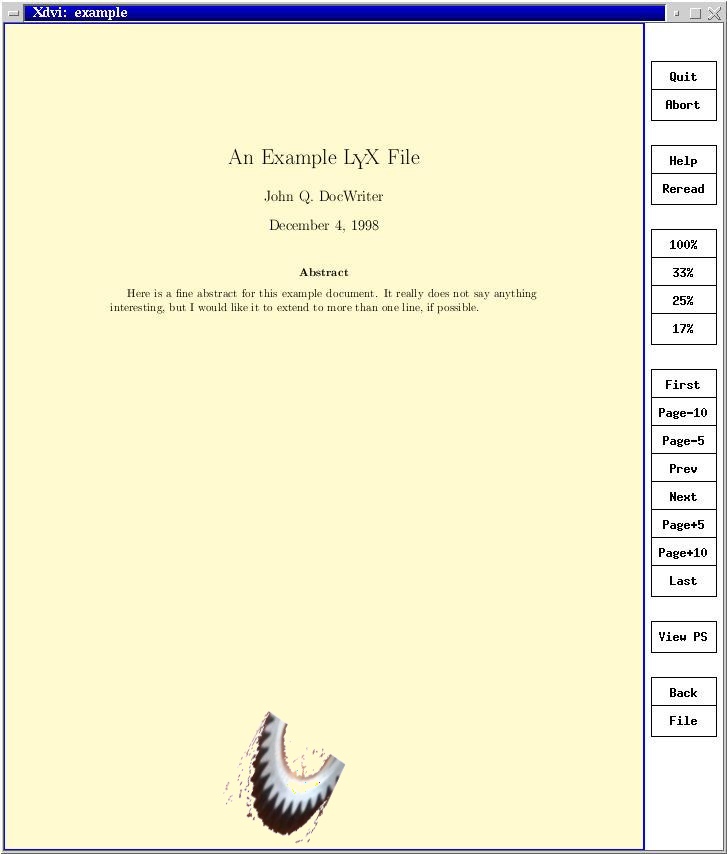 Xdvi: example
An Example LYX File
John Q. DocWriter
December 4, 1998
Abstract
Here is a fine abstract for this example document. It really does not say anything
interesting, but I would like it to extend to more than one line, if possible.
Quit
Abort
Help
Reread
100%
33%
25%
17%
First
Page-10
Page-5
Prev
Next
Page+5
Page+10
Last
View PS
Back
File